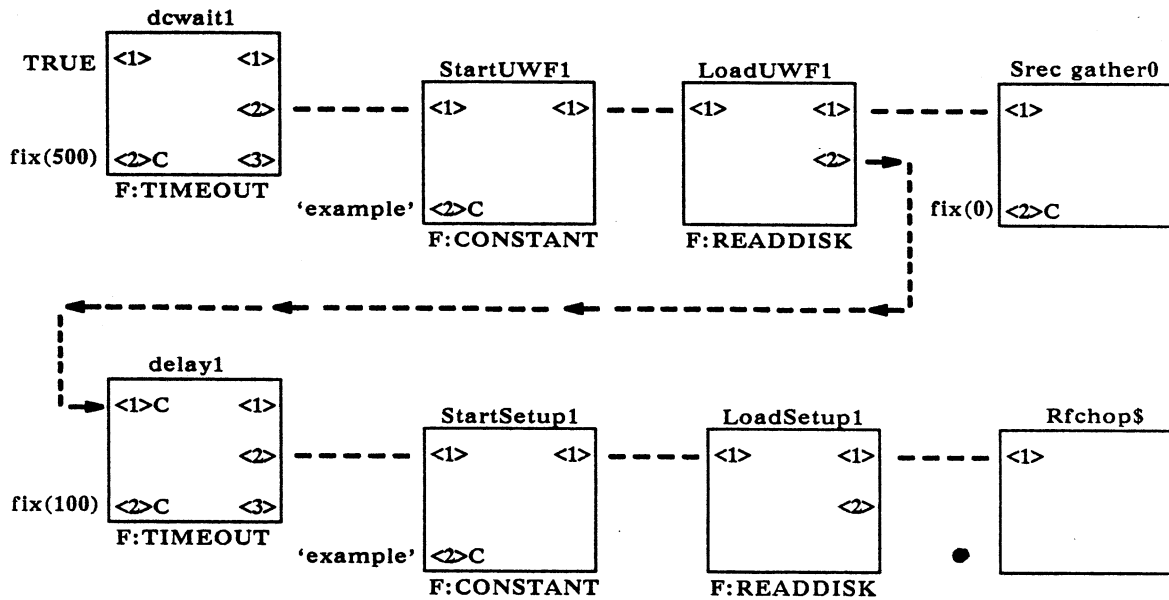 dcwait1
TRUE <1> <1>
StartUWF1 LoadUWF1 Srec gather0
<2> <1> <1> <1> <1> <1>
fix(500) <2>C <3> <2>
F:TIMEOUT
'example' <2>C fix(0) <2>C
F:CONSTANT F:READDISK
delay1
<1>C <1>
StartSetup1 LoadSetup1 Rfchop$
<2> <1> <1> <1> <1> <1>
fix(100) <2>C <3> <2>
F:TIMEOUT
'example' <2>C
F:CONSTANT F:READDISK